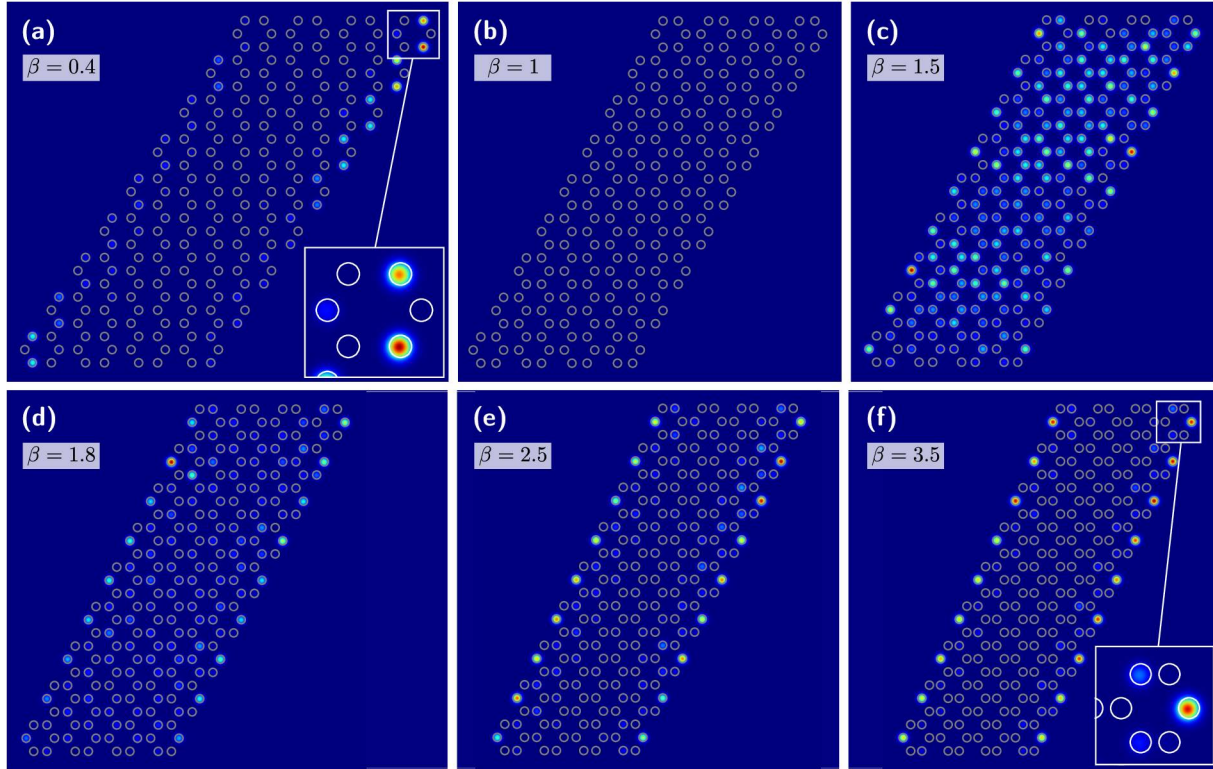 (a)
β = 0.4
(b)
β = 1
(c)
β = 1.5
(d)
β = 1.8
(e)
β = 2.5
(f)
β = 3.5